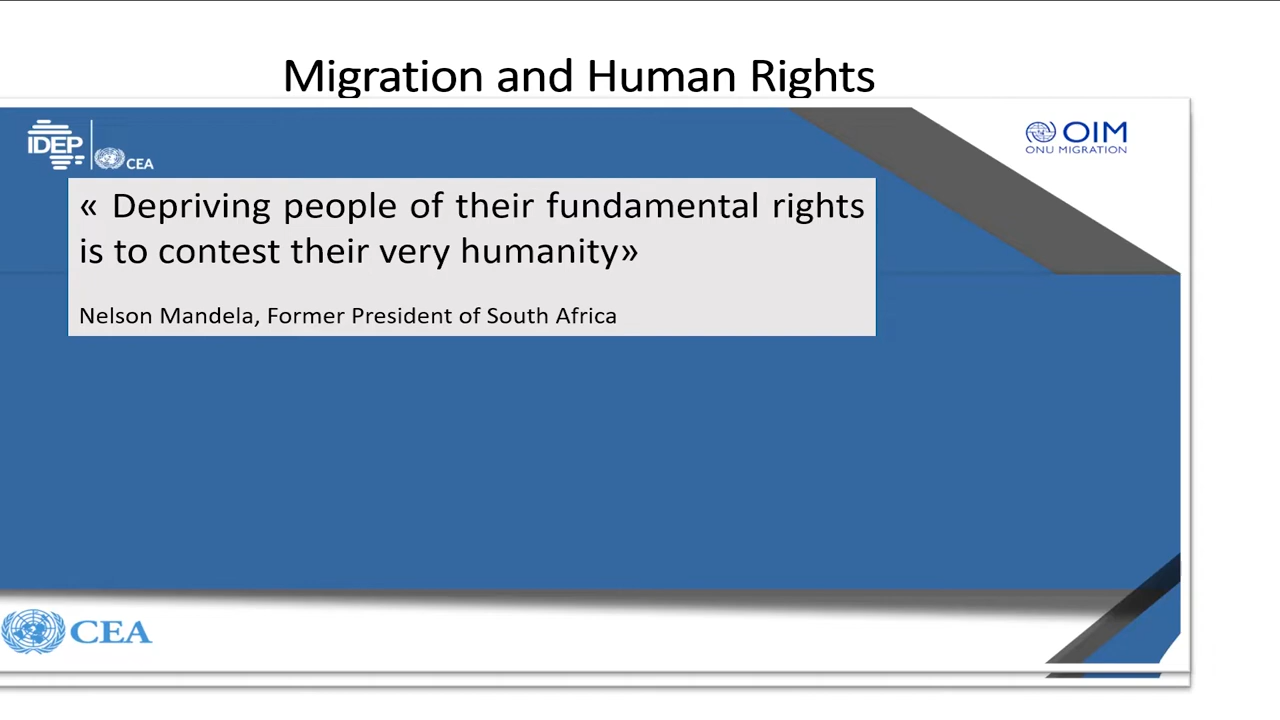 Migration and Human Rights
IDEP
CEA
OIM
ONU MIGRATION
« Depriving people of their fundamental rights
is to contest their very humanity»
Nelson Mandela, Former President of South Africa
CEA